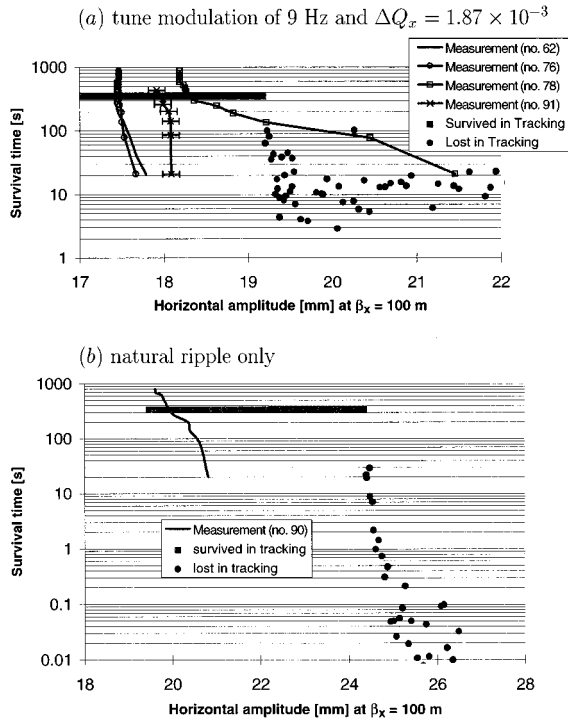 (a) tune modulation of 9 Hz and ΔQₓ = 1.87 × 10⁻³
Measurement (no. 62)
Measurement (no. 76)
Measurement (no. 78)
Measurement (no. 91)
Survived in Tracking
Lost in Tracking
Survival time [s]
1000
100
10
1
17 18 19 20 21 22
Horizontal amplitude [mm] at βₓ = 100 m
(b) natural ripple only
Survival time [s]
1000
100
10
1
0.1
0.01
Measurement (no. 90)
survived in tracking
lost in tracking
18 20 22 24 26 28
Horizontal amplitude [mm] at βₓ = 100 m